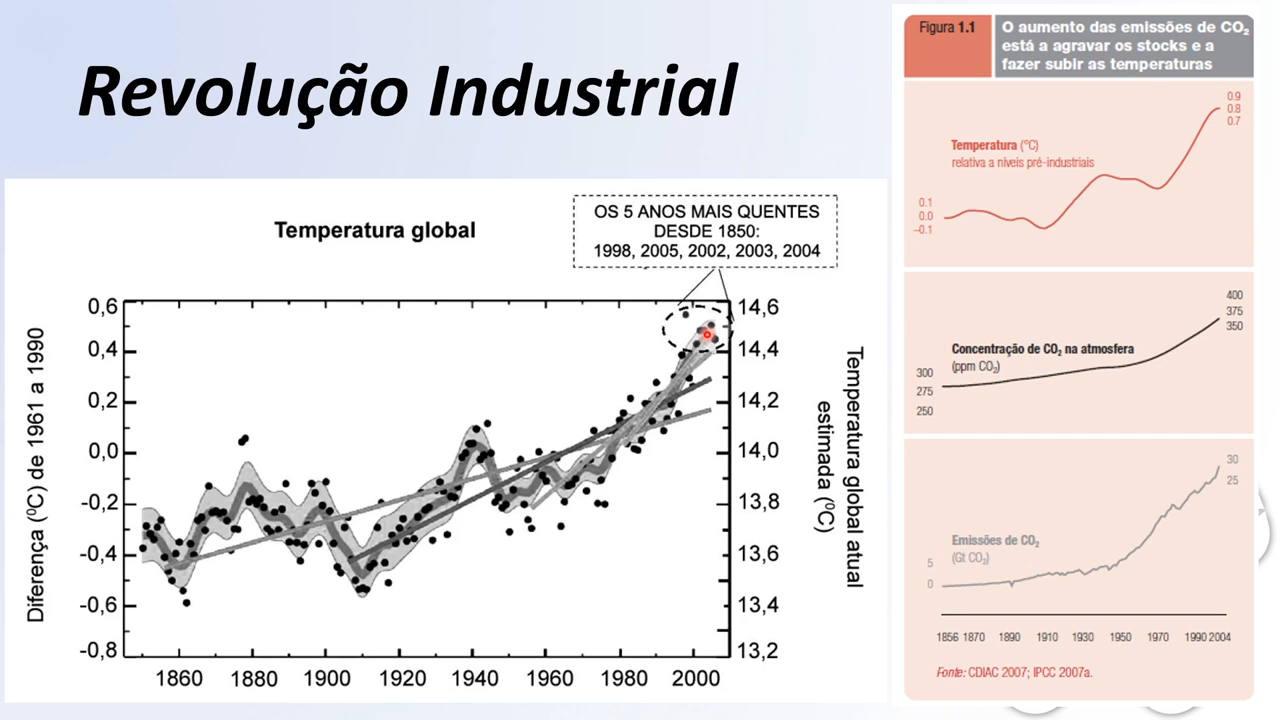 Revolução Industrial
Temperatura global
OS 5 ANOS MAIS QUENTES
DESDE 1850:
1998, 2005, 2002, 2003, 2004
Diferença (⁰C) de 1961 a 1990
0,6
0,4
0,2
0,0
-0,2
-0,4
-0,6
-0,8
14,6
14,4
14,2
14,0
13,8
13,6
13,4
13,2
Temperatura global atual
estimada (⁰C)
1860 1880 1900 1920 1940 1960 1980 2000
Figura 1.1
O aumento das emissões de CO₂
está a agravar os stocks e a
fazer subir as temperaturas
0.9
0.8
0.7
Temperatura (°C)
relativa a níveis pré-industriais
0.1
0.0
–0.1
400
375
350
Concentração de CO₂ na atmosfera
(ppm CO₂)
300
275
250
30
25
Emissões de CO₂
(Gt CO₂)
5
0
1856 1870 1890 1910 1930 1950 1970 1990 2004
Fonte: CDIAC 2007; IPCC 2007a.